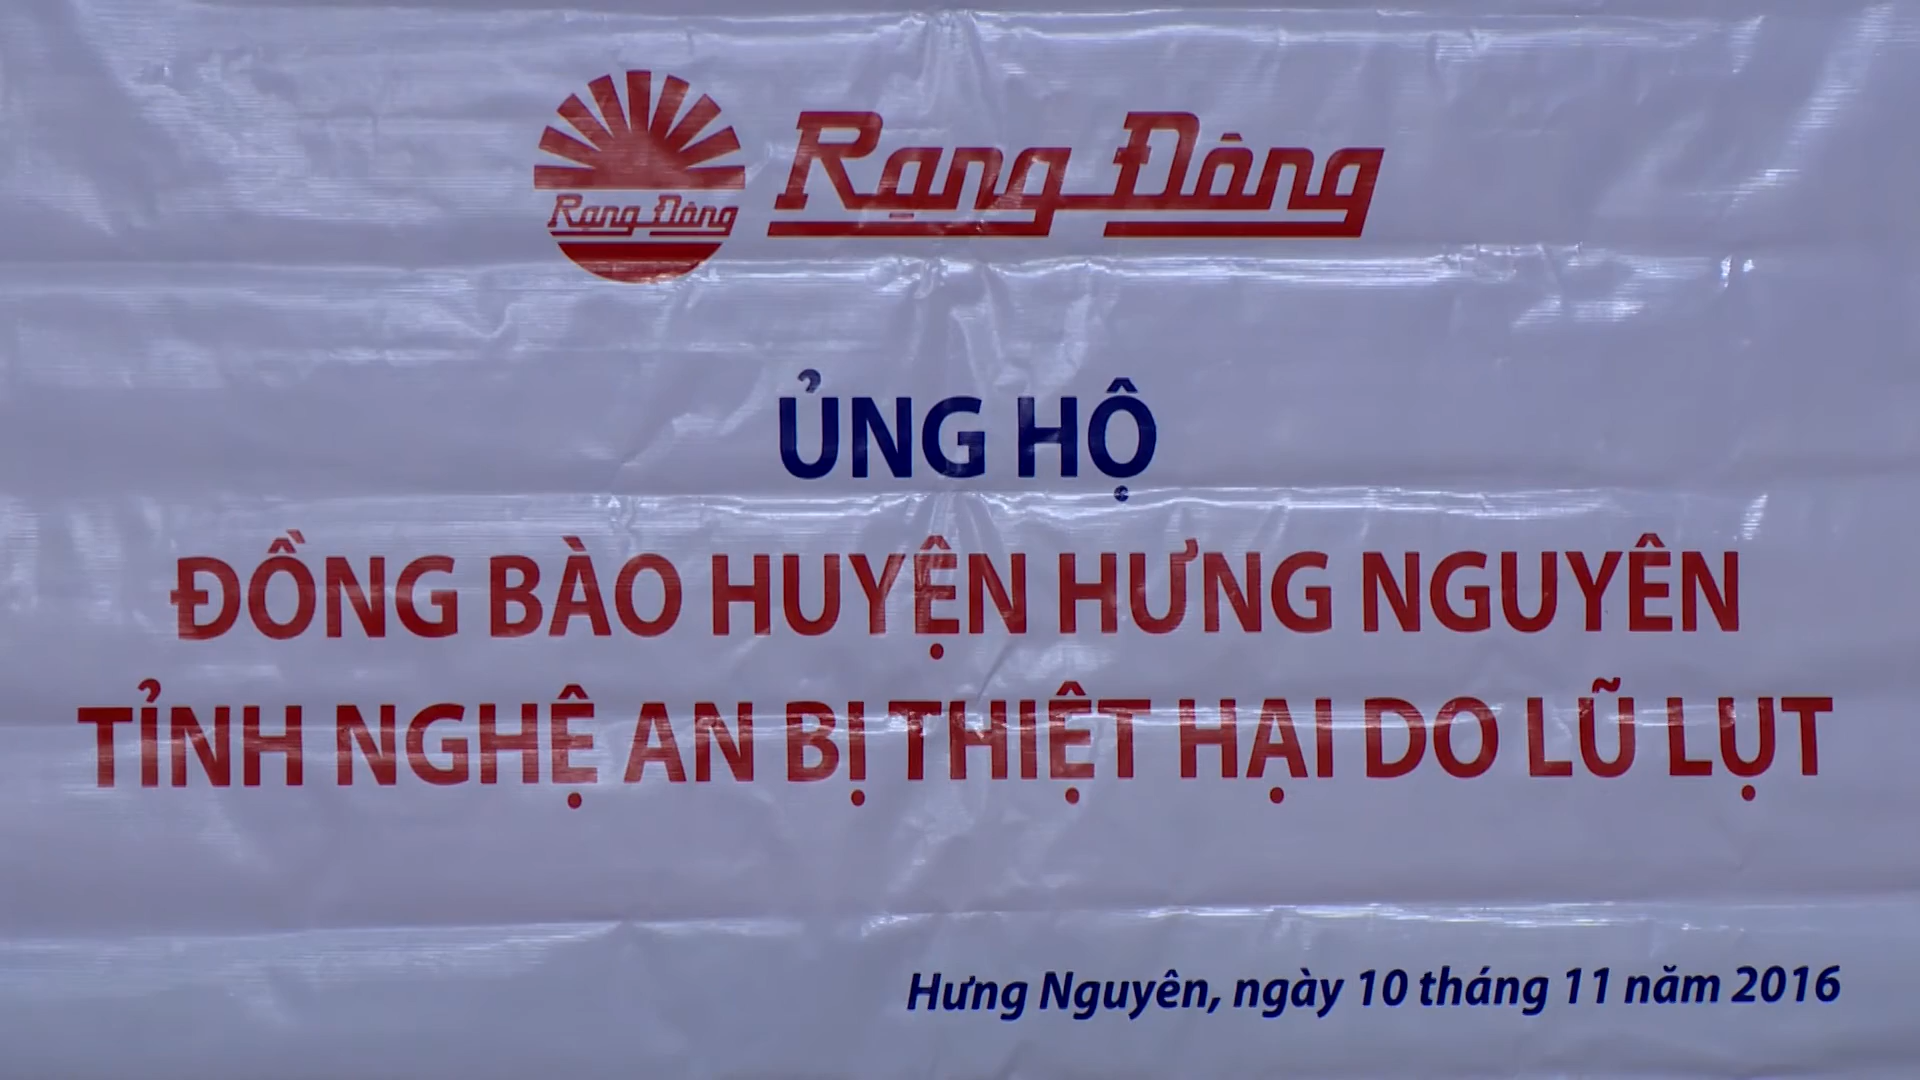 Rạng Đông
Rạng Đông
ỦNG HỘ
ĐỒNG BÀO HUYỆN HƯNG NGUYÊN
TỈNH NGHỆ AN BỊ THIỆT HẠI DO LŨ LỤT
Hưng Nguyên, ngày 10 tháng 11 năm 2016